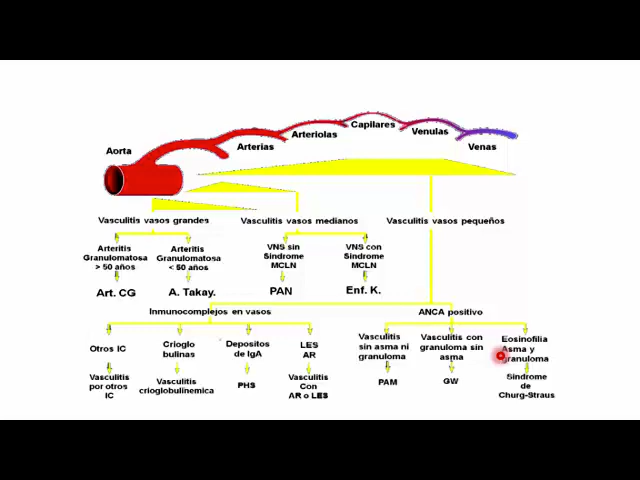 Aorta
Arterias
Arteriolas
Capilares
Venulas
Venas
Vasculitis vasos grandes
Vasculitis vasos medianos
Vasculitis vasos pequeños
Arteritis
Granulomatosa
> 50 años
Arteritis
Granulomatosa
< 50 años
VNS sin
Sindrome
MCLN
VNS con
Sindrome
MCLN
Art. CG
A. Takay.
PAN
Enf. K.
Inmunocomplejos en vasos
ANCA positivo
Otros IC
Crioglo
bulinas
Depositos
de IgA
LES
AR
Vasculitis
sin asma ni
granuloma
Vasculitis con
granuloma sin
asma
Eosinofilia
Asma y
granuloma
Vasculitis
por otros
IC
Vasculitis
crioglobulinemica
PHS
Vasculitis
Con
AR o LES
PAM
GW
Sindrome
de
Churg-Straus